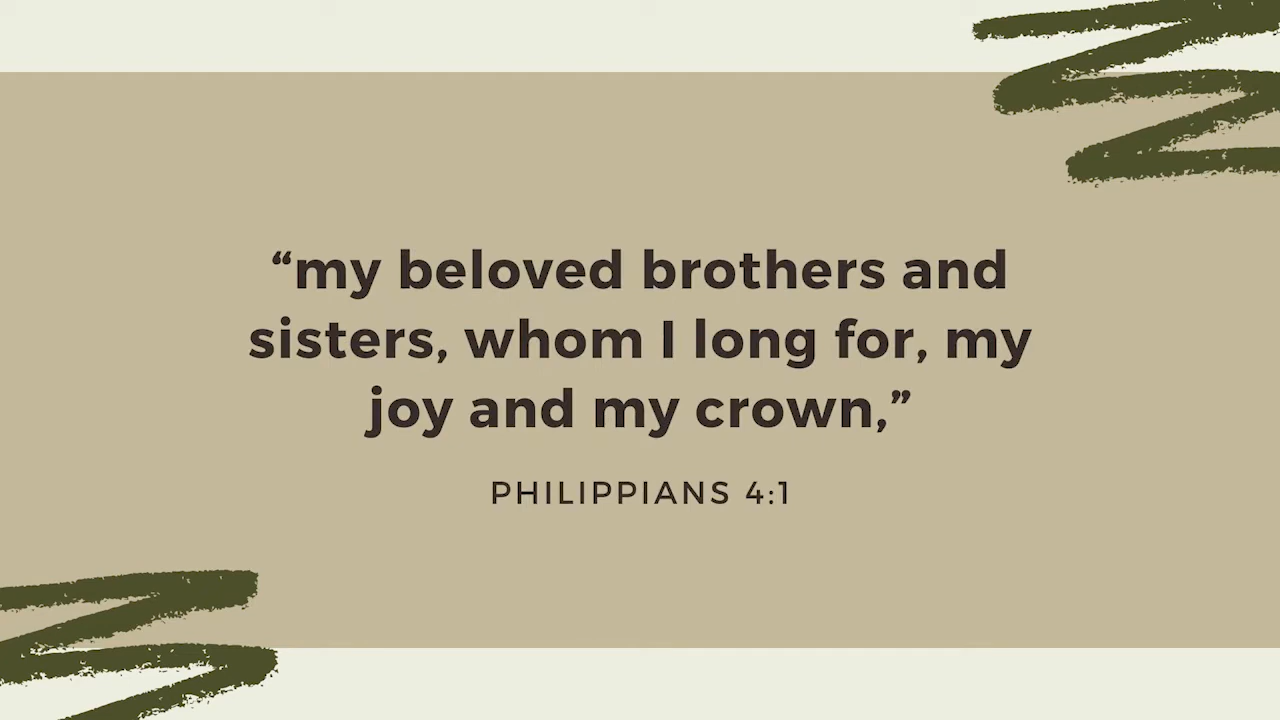 “my beloved brothers and
sisters, whom I long for, my
joy and my crown,”
PHILIPPIANS 4:1